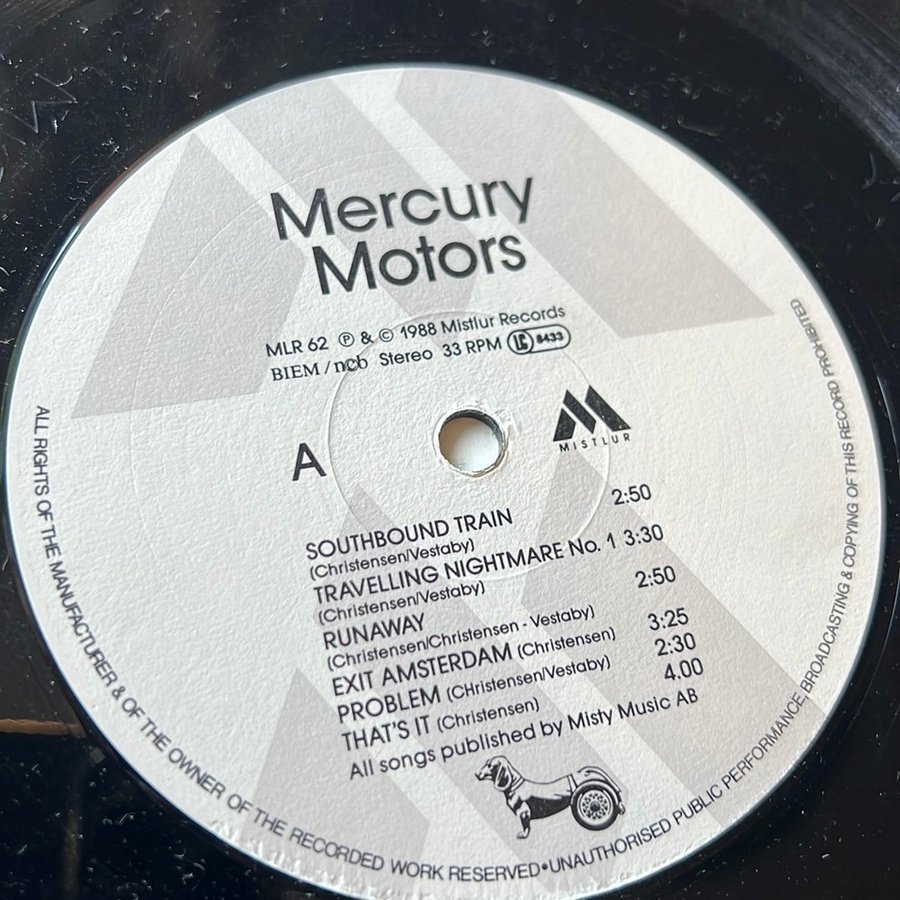 Mercury
Motors
MLR 62 ℗ & © 1988 Mistlur Records
BIEM / ncb Stereo 33 RPM LC 8433
A
MISTLUR
SOUTHBOUND TRAIN 2:50
(Christensen/Vestaby)
TRAVELLING NIGHTMARE No. 1 3:30
(Christensen/Vestaby)
RUNAWAY 2:50
(Christensen/Christensen - Vestaby)
EXIT AMSTERDAM (Christensen) 3:25
PROBLEM (CHristensen/Vestaby) 2:30
THAT'S IT (Christensen) 4.00
All songs published by Misty Music AB
ALL RIGHTS OF THE MANUFACTURER & OF THE OWNER OF THE RECORDED WORK RESERVED•UNAUTHORISED PUBLIC PERFORMANCE, BROADCASTING & COPYING OF THIS RECORD PROHIBITED